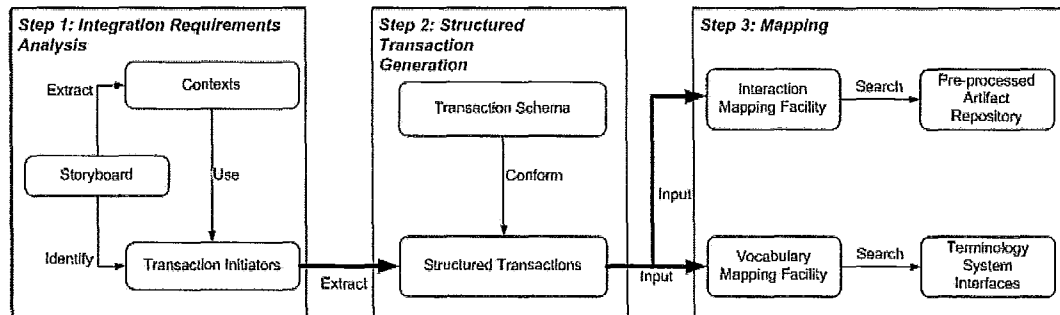 Step 1: Integration Requirements
Analysis
Extract
Contexts
Storyboard
Use
Identify
Transaction Initiators
Extract
Step 2: Structured
Transaction
Generation
Transaction Schema
Conform
Structured Transactions
Input
Input
Step 3: Mapping
Interaction
Mapping Facility
Search
Pre-processed
Artifact
Repository
Vocabulary
Mapping Facility
Search
Terminology
System
Interfaces